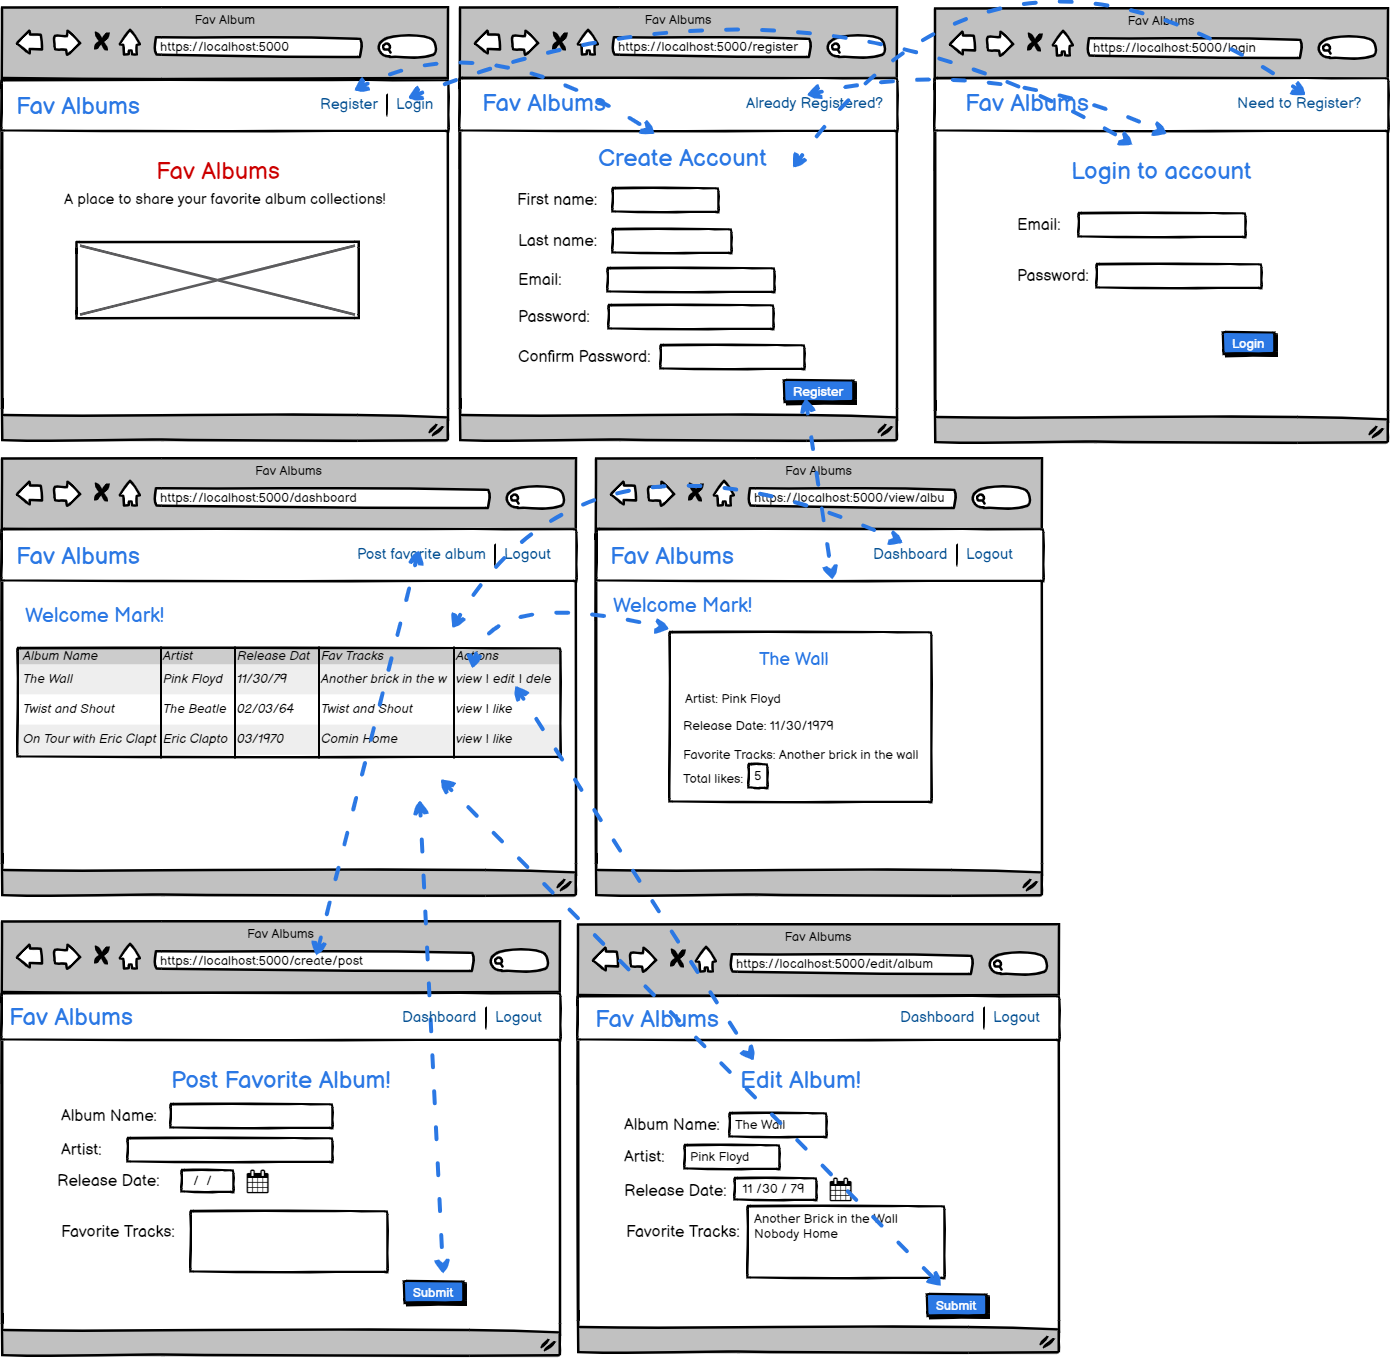 Fav Album
https://localhost:5000
Fav Albums
Register | Login
Fav Albums
A place to share your favorite album collections!
Fav Albums
https://localhost:5000/register
Fav Albums
Already Registered?
Create Account
First name:
Last name:
Email:
Password:
Confirm Password:
Register
Fav Albums
https://localhost:5000/login
Fav Albums
Need to Register?
Login to account
Email:
Password:
Login
Fav Albums
https://localhost:5000/dashboard
Fav Albums
Post favorite album | Logout
Welcome Mark!
Album Name Artist Release Dat Fav Tracks Actions
The Wall Pink Floyd 11/30/79 Another brick in the w view | edit | dele
Twist and Shout The Beatle 02/03/64 Twist and Shout view | like
On Tour with Eric Clapt Eric Clapto 03/1970 Comin Home view | like
Fav Albums
https://localhost:5000/view/albu
Fav Albums
Dashboard | Logout
Welcome Mark!
The Wall
Artist: Pink Floyd
Release Date: 11/30/1979
Favorite Tracks: Another brick in the wall
Total likes: 5
Fav Albums
https://localhost:5000/create/post
Fav Albums
Dashboard | Logout
Post Favorite Album!
Album Name:
Artist:
Release Date: / /
Favorite Tracks:
Submit
Fav Albums
https://localhost:5000/edit/album
Fav Albums
Dashboard | Logout
Edit Album!
Album Name: The Wall
Artist: Pink Floyd
Release Date: 11 /30 / 79
Favorite Tracks: Another Brick in the Wall
Nobody Home
Submit